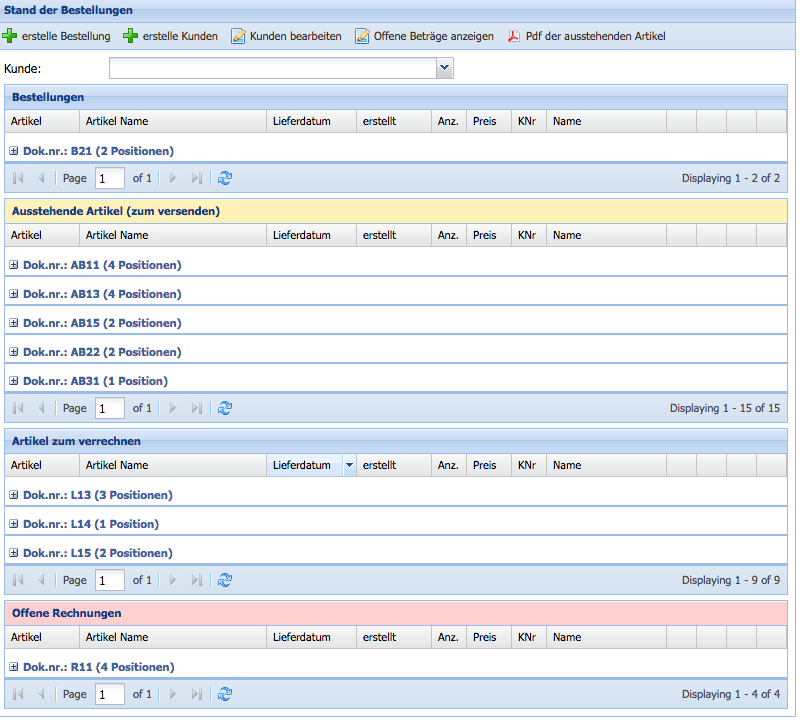 Stand der Bestellungen
erstelle Bestellung erstelle Kunden Kunden bearbeiten Offene Beträge anzeigen Pdf der ausstehenden Artikel
Kunde:
Bestellungen
Artikel Artikel Name Lieferdatum erstellt Anz. Preis KNr Name
Dok.nr.: B21 (2 Positionen)
Page 1 of 1 Displaying 1 - 2 of 2
Ausstehende Artikel (zum versenden)
Artikel Artikel Name Lieferdatum erstellt Anz. Preis KNr Name
Dok.nr.: AB11 (4 Positionen)
Dok.nr.: AB13 (4 Positionen)
Dok.nr.: AB15 (2 Positionen)
Dok.nr.: AB22 (2 Positionen)
Dok.nr.: AB31 (1 Position)
Page 1 of 1 Displaying 1 - 15 of 15
Artikel zum verrechnen
Artikel Artikel Name Lieferdatum erstellt Anz. Preis KNr Name
Dok.nr.: L13 (3 Positionen)
Dok.nr.: L14 (1 Position)
Dok.nr.: L15 (2 Positionen)
Page 1 of 1 Displaying 1 - 9 of 9
Offene Rechnungen
Artikel Artikel Name Lieferdatum erstellt Anz. Preis KNr Name
Dok.nr.: R11 (4 Positionen)
Page 1 of 1 Displaying 1 - 4 of 4